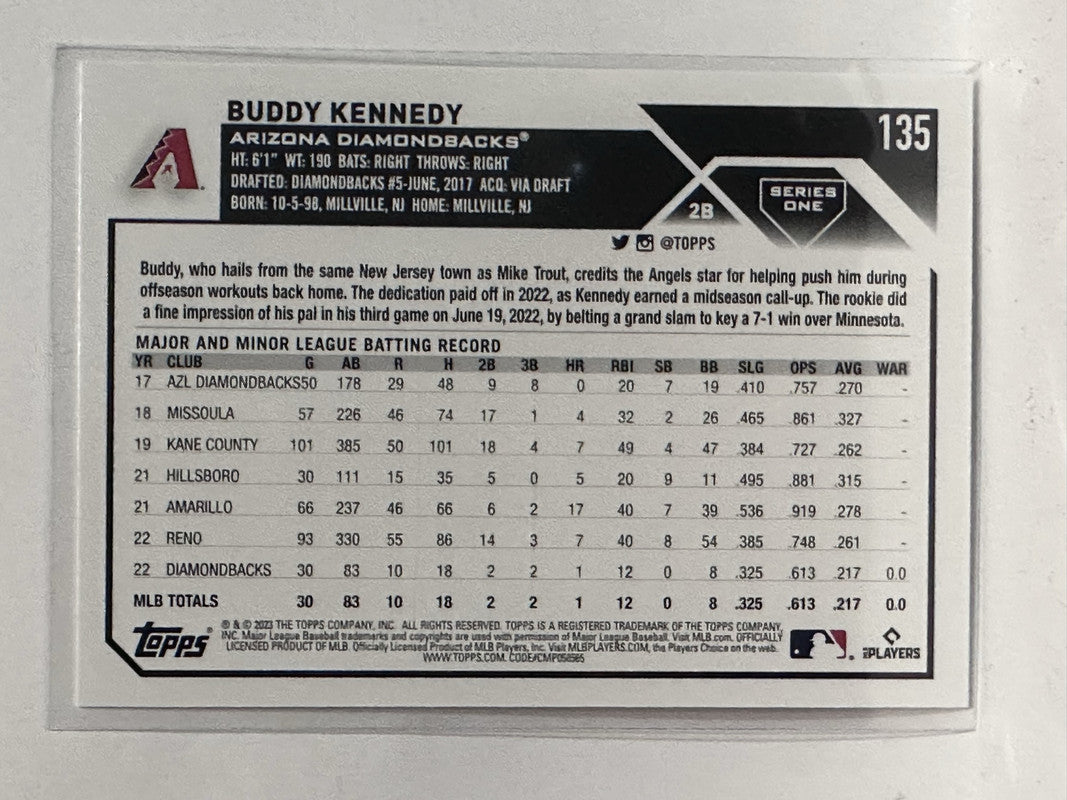 BUDDY KENNEDY
135
ARIZONA DIAMONDBACKS®
HT: 6'1" WT: 190 BATS: RIGHT THROWS: RIGHT
DRAFTED: DIAMONDBACKS #5-JUNE, 2017 ACQ: VIA DRAFT
BORN: 10-5-98, MILLVILLE, NJ HOME: MILLVILLE, NJ
2B
SERIES
ONE
@TOPPS
Buddy, who hails from the same New Jersey town as Mike Trout, credits the Angels star for helping push him during
offseason workouts back home. The dedication paid off in 2022, as Kennedy earned a midseason call-up. The rookie did
a fine impression of his pal in his third game on June 19, 2022, by belting a grand slam to key a 7-1 win over Minnesota.
MAJOR AND MINOR LEAGUE BATTING RECORD
YR CLUB G AB R H 2B 3B HR RBI SB BB SLG OPS AVG WAR
17 AZL DIAMONDBACKS 50 178 29 48 9 8 0 20 7 19 .410 .757 .270 -
18 MISSOULA 57 226 46 74 17 1 4 32 2 26 .465 .861 .327 -
19 KANE COUNTY 101 385 50 101 18 4 7 49 4 47 .384 .727 .262 -
21 HILLSBORO 30 111 15 35 5 0 5 20 9 11 .495 .881 .315 -
21 AMARILLO 66 237 46 66 6 2 17 40 7 39 .536 .919 .278 -
22 RENO 93 330 55 86 14 3 7 40 8 54 .385 .748 .261 -
22 DIAMONDBACKS 30 83 10 18 2 2 1 12 0 8 .325 .613 .217 0.0
MLB TOTALS 30 83 10 18 2 2 1 12 0 8 .325 .613 .217 0.0
Topps
® & © 2023 THE TOPPS COMPANY, INC. ALL RIGHTS RESERVED. TOPPS IS A REGISTERED TRADEMARK OF THE TOPPS COMPANY,
INC. Major League Baseball trademarks and copyrights are used with permission of Major League Baseball. Visit MLB.com. OFFICIALLY
LICENSED PRODUCT OF MLB. Officially Licensed Product of MLB Players, Inc. Visit MLBPLAYERS.COM, the Players Choice on the web.
WWW.TOPPS.COM. CODE#CMP
PLAYERS